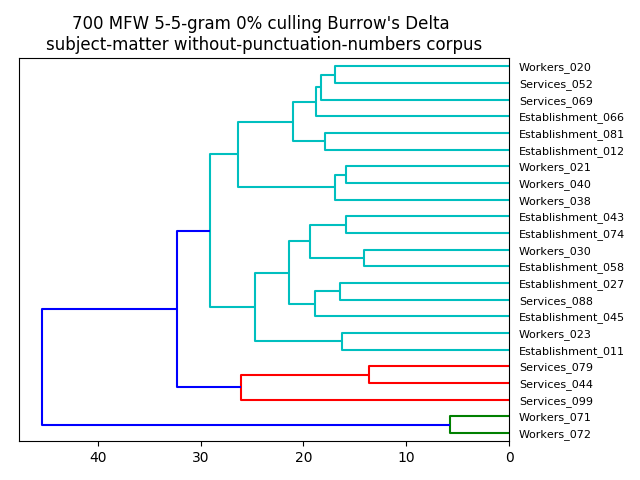 700 MFW 5-5-gram 0% culling Burrow's Delta
subject-matter without-punctuation-numbers corpus
Workers_020
Services_052
Services_069
Establishment_066
Establishment_081
Establishment_012
Workers_021
Workers_040
Workers_038
Establishment_043
Establishment_074
Workers_030
Establishment_058
Establishment_027
Services_088
Establishment_045
Workers_023
Establishment_011
Services_079
Services_044
Services_099
Workers_071
Workers_072
40 30 20 10 0